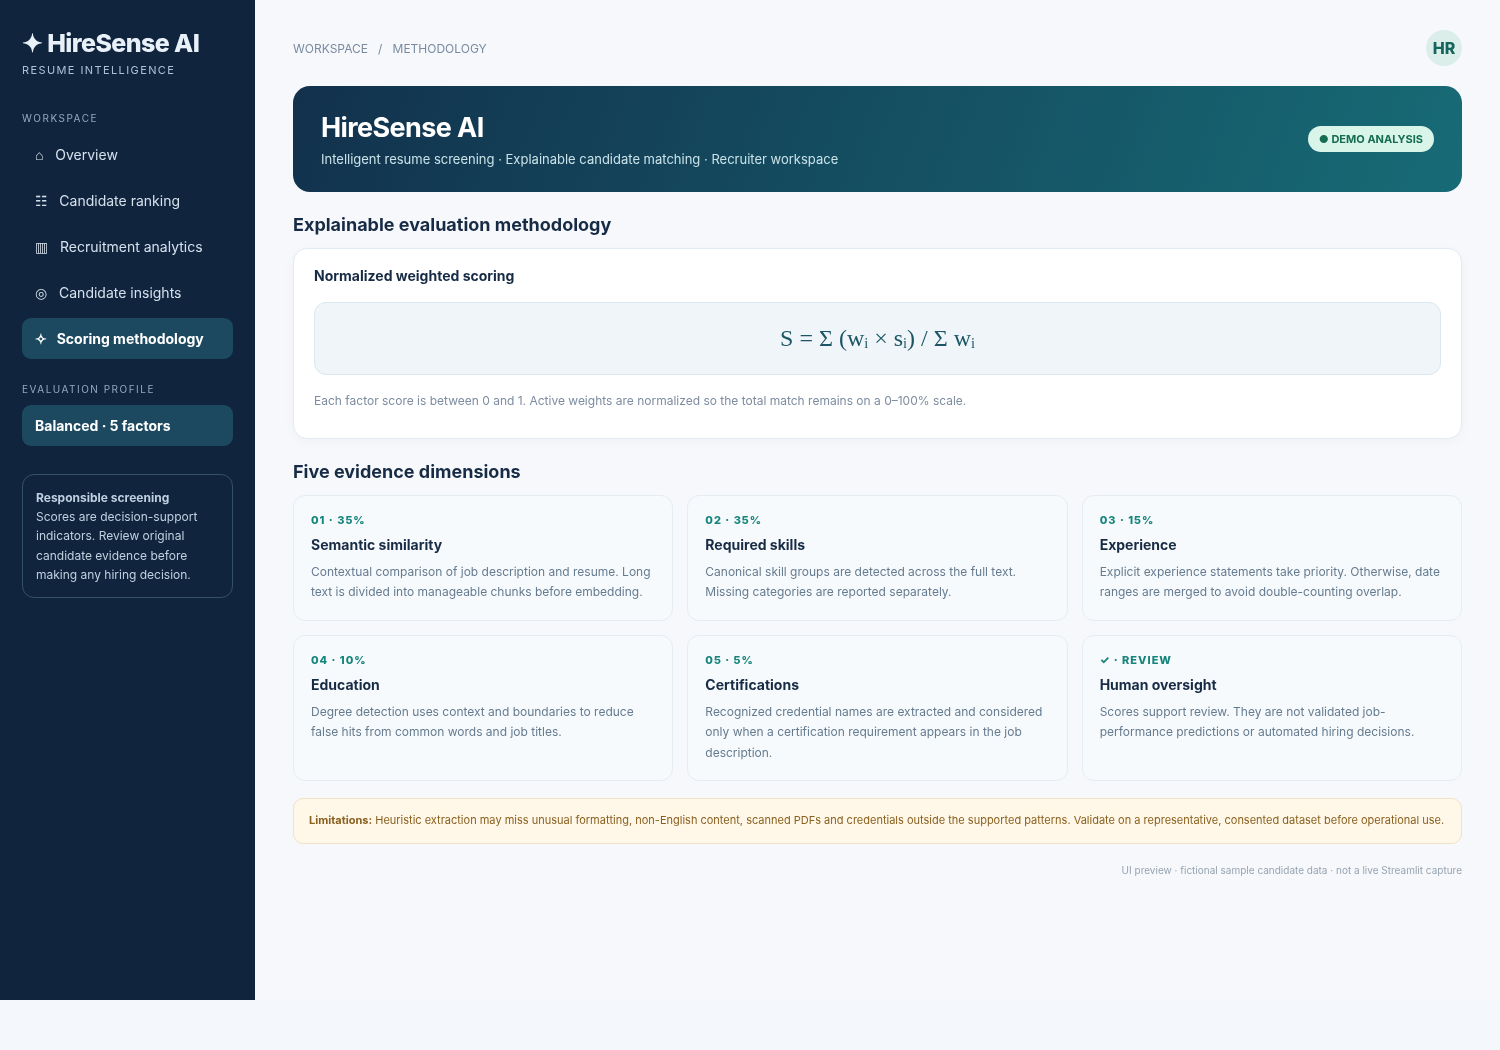 ✦ HireSense AI
RESUME INTELLIGENCE
WORKSPACE
⌂ Overview
☷ Candidate ranking
▥ Recruitment analytics
◎ Candidate insights
✧ Scoring methodology
EVALUATION PROFILE
Balanced · 5 factors
Responsible screening
Scores are decision-support
indicators. Review original
candidate evidence before
making any hiring decision.
WORKSPACE / METHODOLOGY
HR
HireSense AI
Intelligent resume screening · Explainable candidate matching · Recruiter workspace
● DEMO ANALYSIS
Explainable evaluation methodology
Normalized weighted scoring
S = Σ (wᵢ × sᵢ) / Σ wᵢ
Each factor score is between 0 and 1. Active weights are normalized so the total match remains on a 0–100% scale.
Five evidence dimensions
01 · 35%
Semantic similarity
Contextual comparison of job description and resume. Long
text is divided into manageable chunks before embedding.
02 · 35%
Required skills
Canonical skill groups are detected across the full text.
Missing categories are reported separately.
03 · 15%
Experience
Explicit experience statements take priority. Otherwise, date
ranges are merged to avoid double-counting overlap.
04 · 10%
Education
Degree detection uses context and boundaries to reduce
false hits from common words and job titles.
05 · 5%
Certifications
Recognized credential names are extracted and considered
only when a certification requirement appears in the job
description.
✓ · REVIEW
Human oversight
Scores support review. They are not validated job-
performance predictions or automated hiring decisions.
Limitations: Heuristic extraction may miss unusual formatting, non-English content, scanned PDFs and credentials outside the supported patterns. Validate on a representative, consented dataset before operational use.
UI preview · fictional sample candidate data · not a live Streamlit capture